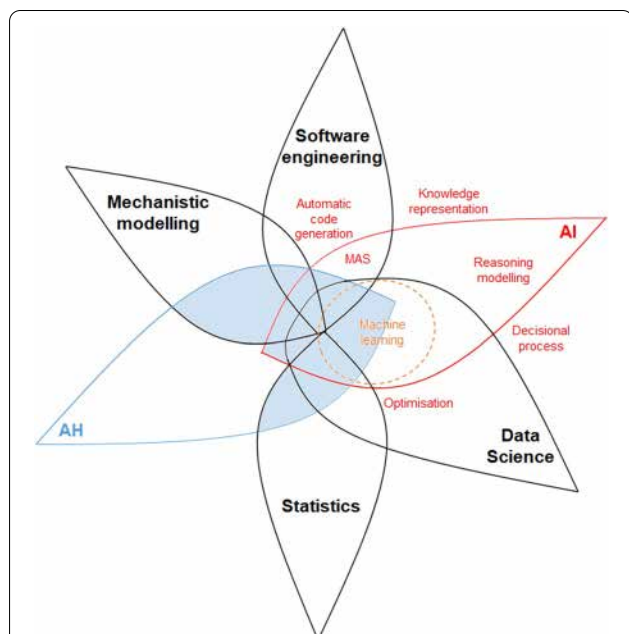 Software
engineering
Mechanistic
modelling
Automatic
code
generation
Knowledge
representation
AI
MAS
Reasoning
modelling
Machine
learning
Decisional
process
Optimisation
AH
Data
Science
Statistics